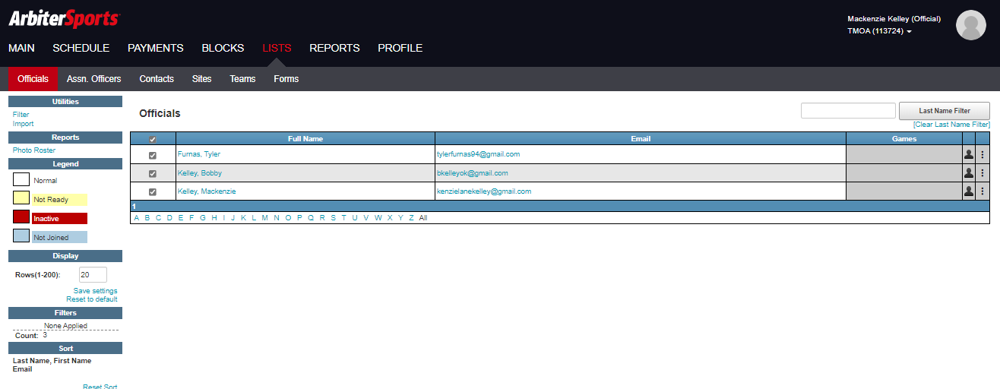 ArbiterSports
Mackenzie Kelley (Official)
TMOA (113724)
MAIN SCHEDULE PAYMENTS BLOCKS LISTS REPORTS PROFILE
Officials Assn. Officers Contacts Sites Teams Forms
Utilities
Filter
Import
Reports
Photo Roster
Legend
Normal
Not Ready
Inactive
Not Joined
Display
Rows(1-200): 20
Save settings
Reset to default
Filters
None Applied
Count: 3
Sort
Last Name, First Name
Email
Reset Sort
Officials
Last Name Filter
[Clear Last Name Filter]
Full Name Email Games
Furnas, Tyler tylerfurnas94@gmail.com
Kelley, Bobby bkelleyok@gmail.com
Kelley, Mackenzie kenzielanekelley@gmail.com
1
A B C D E F G H I J K L M N O P Q R S T U V W X Y Z All